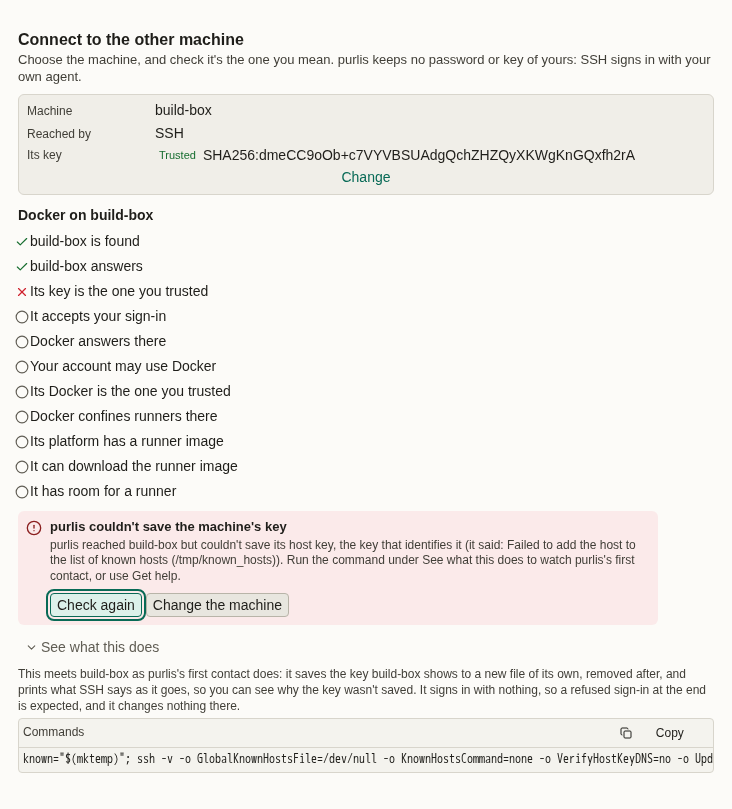 Connect to the other machine
Choose the machine, and check it's the one you mean. purlis keeps no password or key of yours: SSH signs in with your
own agent.
Machine build-box
Reached by SSH
Its key Trusted SHA256:dmeCC9oOb+c7VYVBSUAdgQchZHZQyXKWgKnGQxfh2rA
Change
Docker on build-box
build-box is found
build-box answers
Its key is the one you trusted
It accepts your sign-in
Docker answers there
Your account may use Docker
Its Docker is the one you trusted
Docker confines runners there
Its platform has a runner image
It can download the runner image
It has room for a runner
purlis couldn't save the machine's key
purlis reached build-box but couldn't save its host key, the key that identifies it (it said: Failed to add the host to
the list of known hosts (/tmp/known_hosts)). Run the command under See what this does to watch purlis's first
contact, or use Get help.
Check again Change the machine
See what this does
This meets build-box as purlis's first contact does: it saves the key build-box shows to a new file of its own, removed after, and
prints what SSH says as it goes, so you can see why the key wasn't saved. It signs in with nothing, so a refused sign-in at the end
is expected, and it changes nothing there.
Commands Copy
known="$(mktemp)"; ssh -v -o GlobalKnownHostsFile=/dev/null -o KnownHostsCommand=none -o VerifyHostKeyDNS=no -o Upd